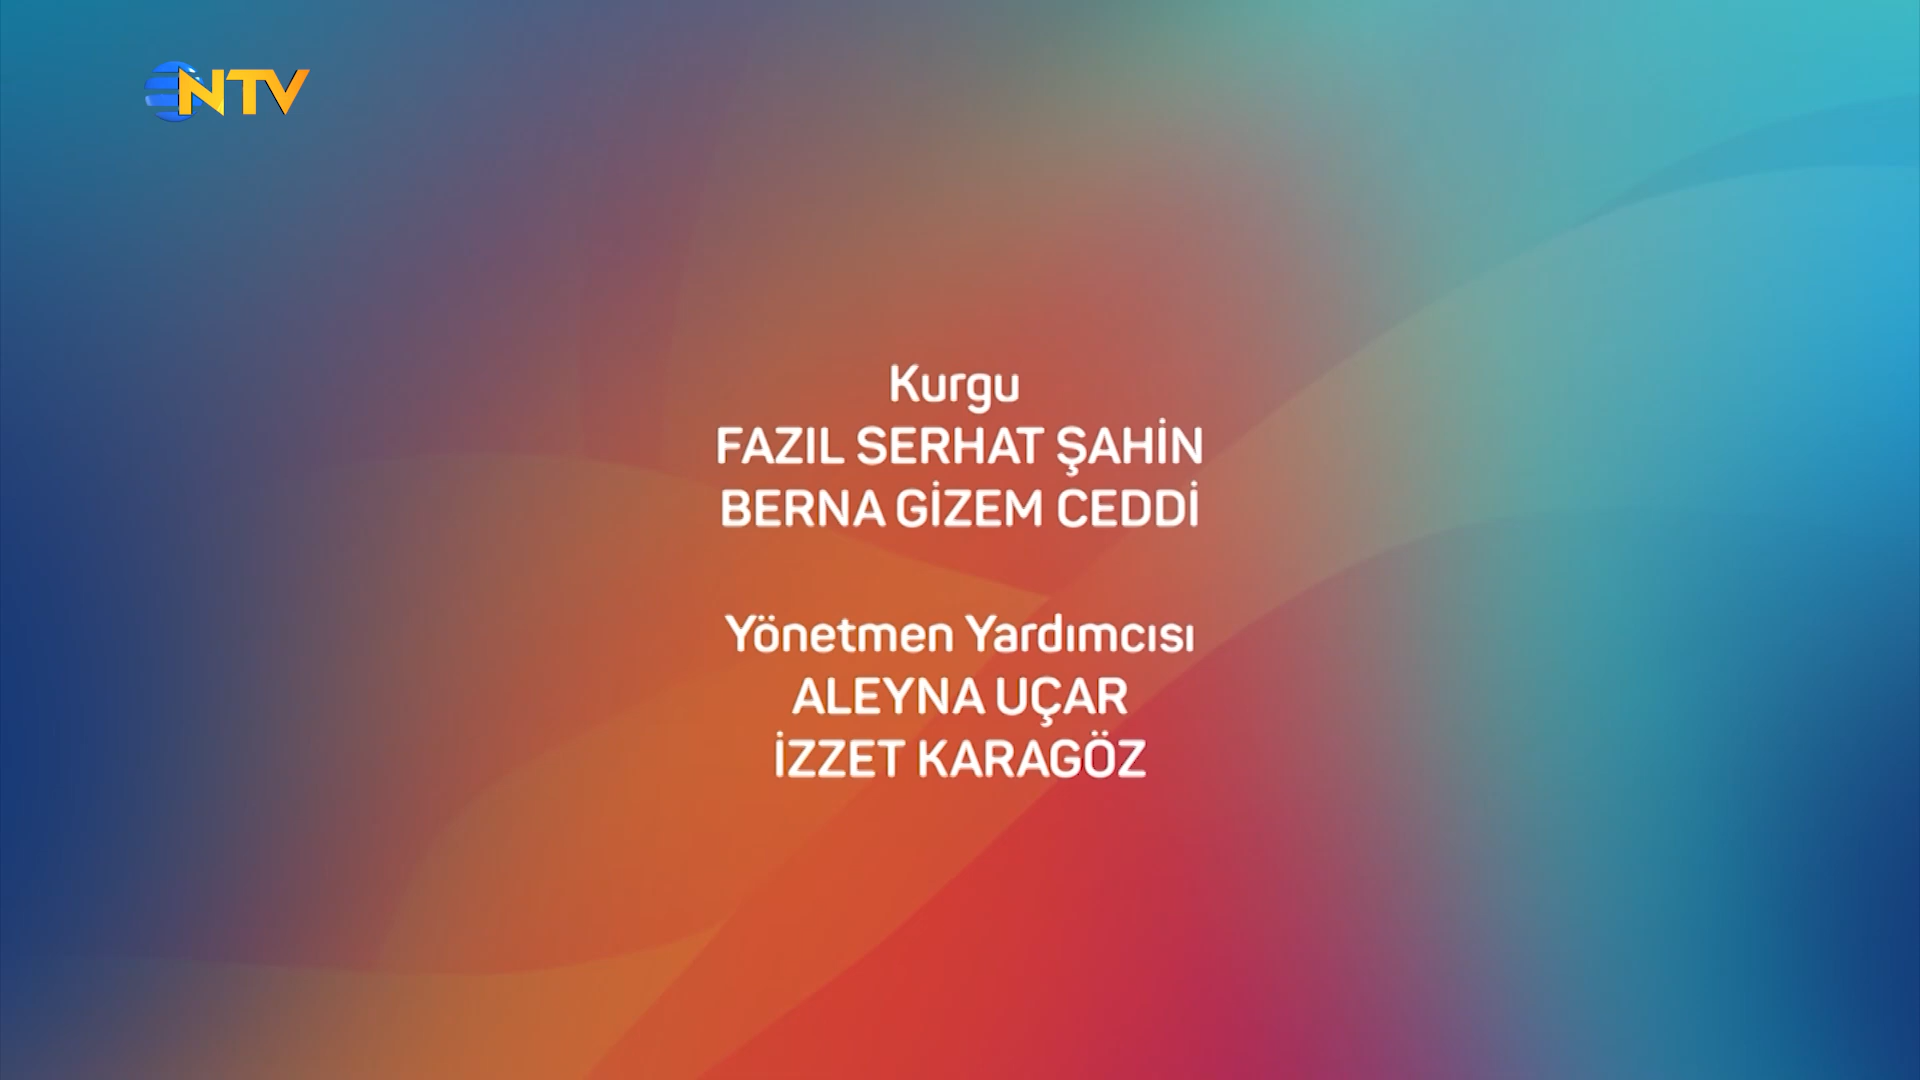 NTV
Kurgu
FAZIL SERHAT ŞAHİN
BERNA GİZEM CEDDİ
Yönetmen Yardımcısı
ALEYNA UÇAR
İZZET KARAGÖZ